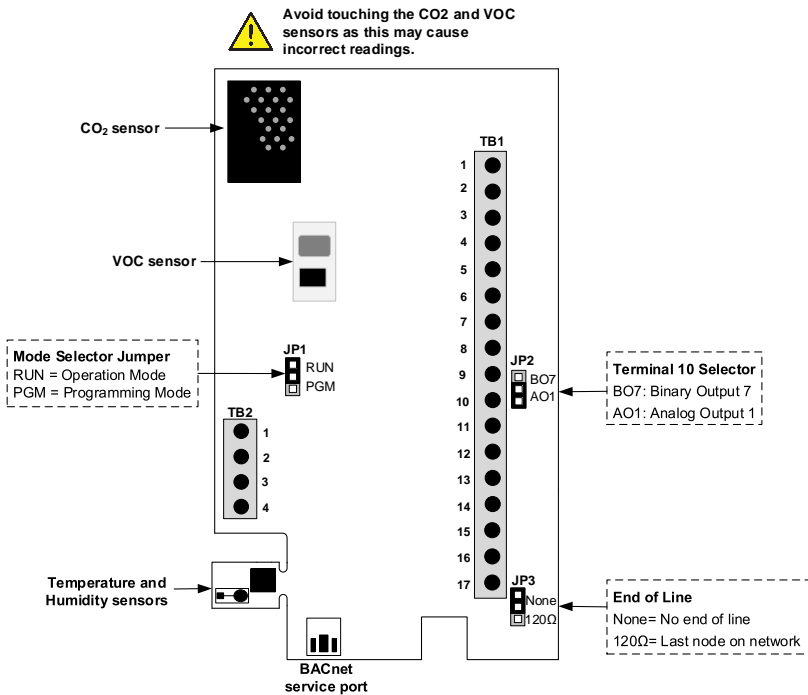 Avoid touching the CO2 and VOC
sensors as this may cause
incorrect readings.
CO₂ sensor
TB1
1
2
3
4
5
6
7
8
9
10
11
12
13
14
15
16
17
VOC sensor
JP1
RUN
PGM
Mode Selector Jumper
RUN = Operation Mode
PGM = Programming Mode
JP2
BO7
AO1
Terminal 10 Selector
BO7: Binary Output 7
AO1: Analog Output 1
TB2
1
2
3
4
Temperature and
Humidity sensors
JP3
None
120Ω
End of Line
None= No end of line
120Ω= Last node on network
BACnet
service port